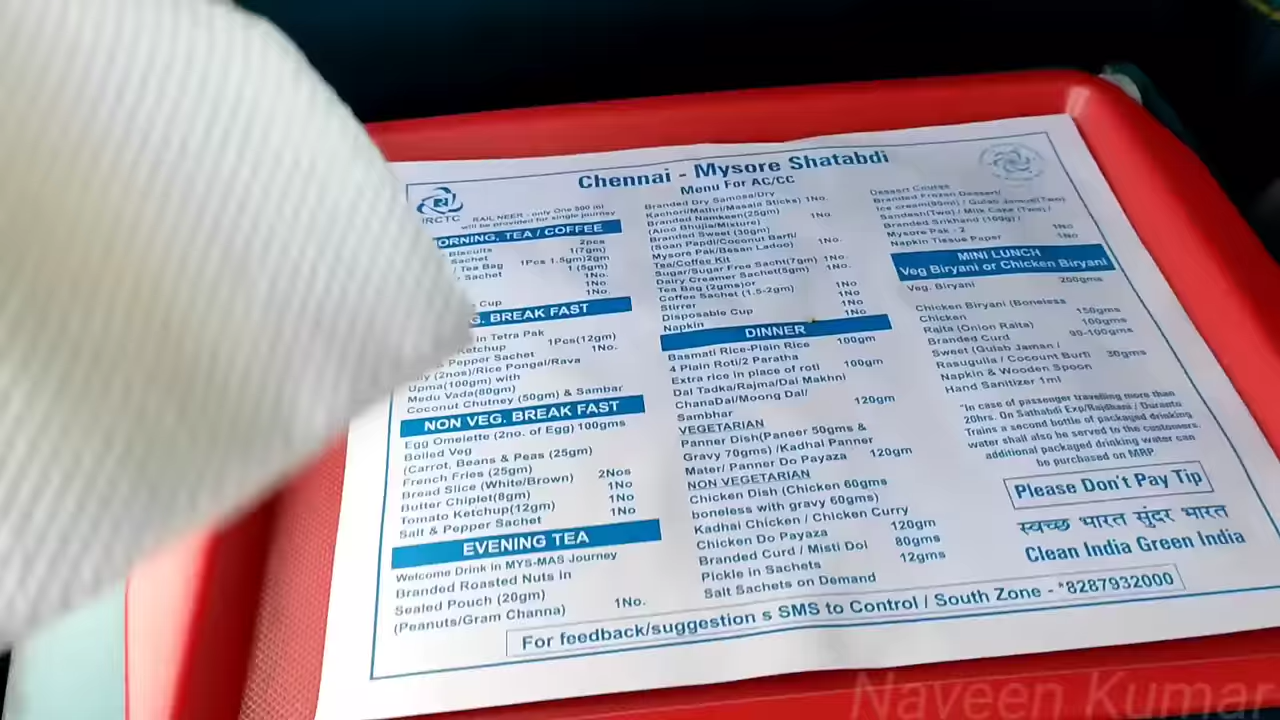 Chennai - Mysore Shatabdi
Menu For AC/CC
IRCTC
RAIL NEER - only One 500 ml
will be provided for single journey
ORNING, TEA / COFFEE
Biscuits 2pcs
Sachet 1(7gm)
/ Tea Bag 1Pcs 1.5gm)2gm
Sachet 1 (5gm)
1No.
1No.
Cup 1No.
G. BREAK FAST
in Tetra Pak
Ketchup 1Pcs(12gm)
Pepper Sachet 1No.
(2nos)/Rice Pongal/Rava
Upma(100gm) with
Medu Vada(80gm)
Coconut Chutney (50gm) & Sambar
NON VEG. BREAK FAST
Egg Omelette (2no. of Egg) 100gms
Boiled Veg
(Carrot, Beans & Peas (25gm)
French Fries (25gm)
Bread Slice (White/Brown) 2Nos
Butter Chiplet(8gm) 1No
Tomato Ketchup(12gm) 1No
Salt & Pepper Sachet 1No
EVENING TEA
Welcome Drink in MYS-MAS Journey
Branded Roasted Nuts in
Sealed Pouch (20gm)
(Peanuts/Gram Channa) 1No.
Branded Dry Samosa/Dry
Kachori/Mathri/Masala Sticks) 1No.
Branded Namkeen(25gm)
(Aloo Bhujia/Mixture) 1No
Branded Sweet (30gm)
(Soan Papdi/Coconut Barfi/
Mysore Pak/Besan Ladoo) 1No.
Tea/Coffee Kit
Sugar/Sugar Free Sachet(7gm) 1No.
Dairy Creamer Sachet(5gm) 1No.
Tea Bag (2gms)or
Coffee Sachet (1.5-2gm) 1No
Stirrer 1No
Disposable Cup 1No
Napkin 1No
DINNER
Basmati Rice-Plain Rice 100gm
4 Plain Roti/2 Paratha
Extra rice in place of roti 100gm
Dal Tadka/Rajma/Dal Makhni
ChanaDal/Moong Dal/
Sambhar 120gm
VEGETARIAN
Panner Dish(Paneer 50gms &
Gravy 70gms) /Kadhai Panner
Mater/ Panner Do Payaza 120gm
NON VEGETARIAN
Chicken Dish (Chicken 60gms
boneless with gravy 60gms)
Kadhai Chicken / Chicken Curry
Chicken Do Payaza 120gm
Branded Curd / Misti Doi 80gms
Pickle in Sachets 12gms
Salt Sachets on Demand
Dessert Course
Branded Frozen Dessert/
Ice cream(90ml) / Gulab Jamun(Two)
Sandesh(Two) / Milk Cake (Two) /
Branded Srikhand (100g) /
Mysore Pak - 2 1No
Napkin Tissue Paper 1No
MINI LUNCH
Veg Biryani or Chicken Biryani
Veg. Biryani 250gms
Chicken Biryani (Boneless
Chicken 150gms
Raita (Onion Raita) 100gms
Branded Curd 90-100gms
Sweet (Gulab Jaman /
Rasugulla / Cocount Burfi 30gms
Napkin & Wooden Spoon
Hand Sanitizer 1ml
"In case of passenger travelling more than
20hrs. On Sathabdi Exp/Rajdhani / Duranto
Trains a second bottle of packaged drinking
water shall also be served to the customers.
additional packaged drinking water can
be purchased on MRP.
Please Don't Pay Tip
स्वच्छ भारत सुंदर भारत
Clean India Green India
For feedback/suggestion s SMS to Control / South Zone - *8287932000
Naveen Kumar